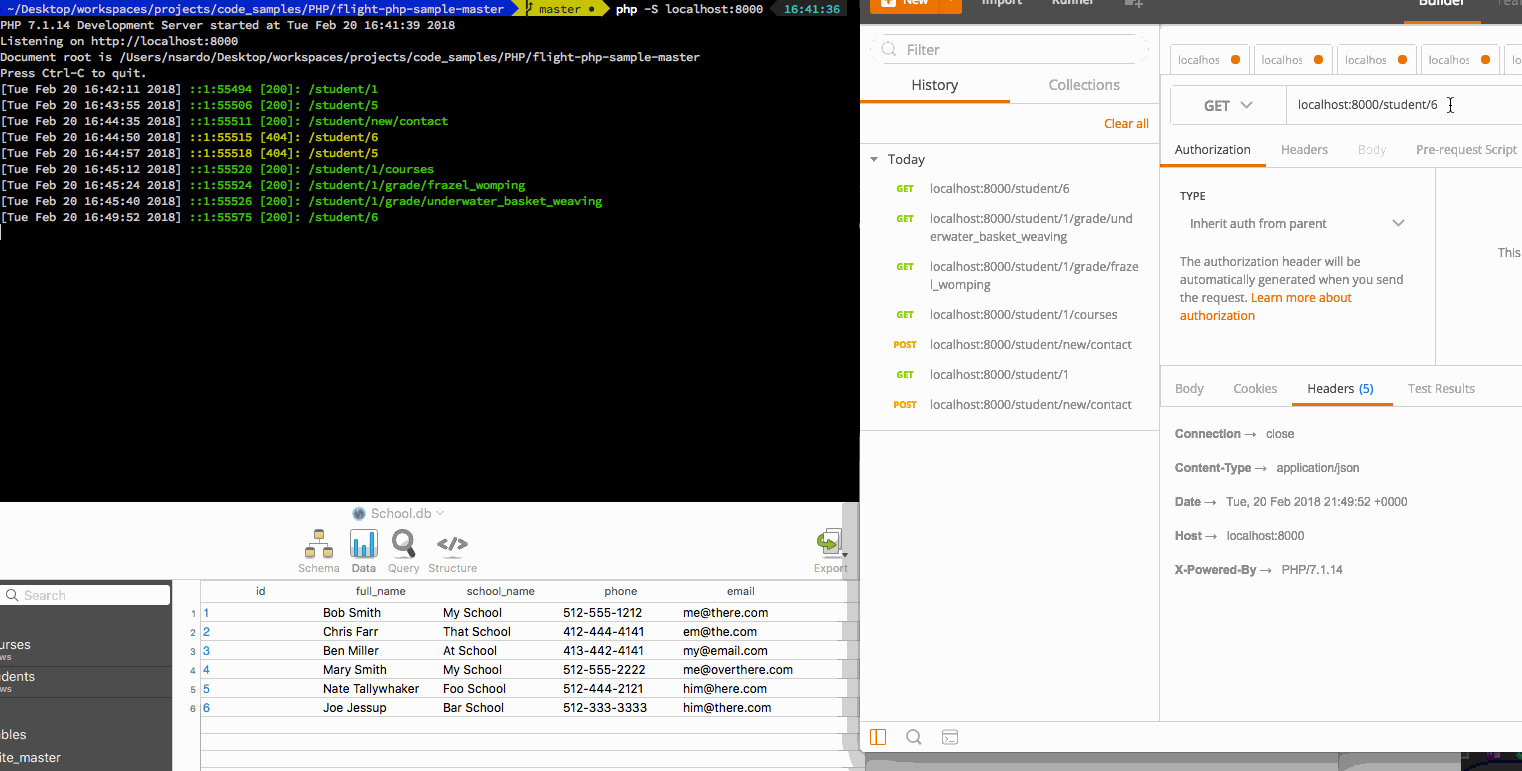 ~/Desktop/workspaces/projects/code_samples/PHP/flight-php-sample-master master ● php -S localhost:8000 16:41:36
PHP 7.1.14 Development Server started at Tue Feb 20 16:41:39 2018
Listening on http://localhost:8000
Document root is /Users/nsardo/Desktop/workspaces/projects/code_samples/PHP/flight-php-sample-master
Press Ctrl-C to quit.
[Tue Feb 20 16:42:11 2018] ::1:55494 [200]: /student/1
[Tue Feb 20 16:43:55 2018] ::1:55506 [200]: /student/5
[Tue Feb 20 16:44:35 2018] ::1:55511 [200]: /student/new/contact
[Tue Feb 20 16:44:50 2018] ::1:55515 [404]: /student/6
[Tue Feb 20 16:44:57 2018] ::1:55518 [404]: /student/5
[Tue Feb 20 16:45:12 2018] ::1:55520 [200]: /student/1/courses
[Tue Feb 20 16:45:24 2018] ::1:55524 [200]: /student/1/grade/frazel_womping
[Tue Feb 20 16:45:40 2018] ::1:55526 [200]: /student/1/grade/underwater_basket_weaving
[Tue Feb 20 16:49:52 2018] ::1:55575 [200]: /student/6
New Import Runner Builder
Filter
History Collections
Clear all
Today
GET localhost:8000/student/6
GET localhost:8000/student/1/grade/und
erwater_basket_weaving
GET localhost:8000/student/1/grade/fraze
l_womping
GET localhost:8000/student/1/courses
POST localhost:8000/student/new/contact
GET localhost:8000/student/1
POST localhost:8000/student/new/contact
localhos localhos localhos localhos lo
GET localhost:8000/student/6
Authorization Headers Body Pre-request Script
TYPE
Inherit auth from parent
The authorization header will be
automatically generated when you send
the request. Learn more about
authorization
This
Body Cookies Headers (5) Test Results
Connection → close
Content-Type → application/json
Date → Tue, 20 Feb 2018 21:49:52 +0000
Host → localhost:8000
X-Powered-By → PHP/7.1.14
School.db
Schema Data Query Structure Export
Search
urses
ws
dents
ws
bles
ite_master
id full_name school_name phone email
1 1 Bob Smith My School 512-555-1212 me@there.com
2 2 Chris Farr That School 412-444-4141 em@the.com
3 3 Ben Miller At School 413-442-4141 my@email.com
4 4 Mary Smith My School 512-555-2222 me@overthere.com
5 5 Nate Tallywhaker Foo School 512-444-2121 him@here.com
6 6 Joe Jessup Bar School 512-333-3333 him@there.com